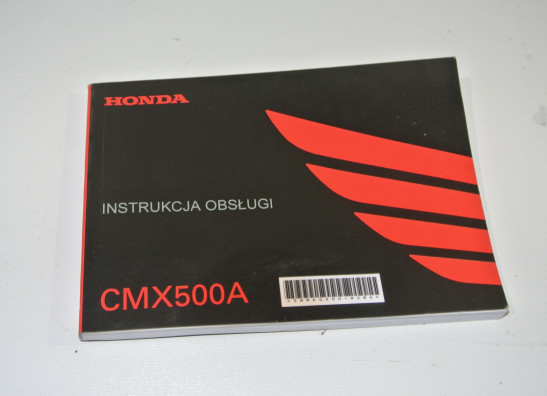 HONDA
INSTRUKCJA OBSŁUGI
CMX500A